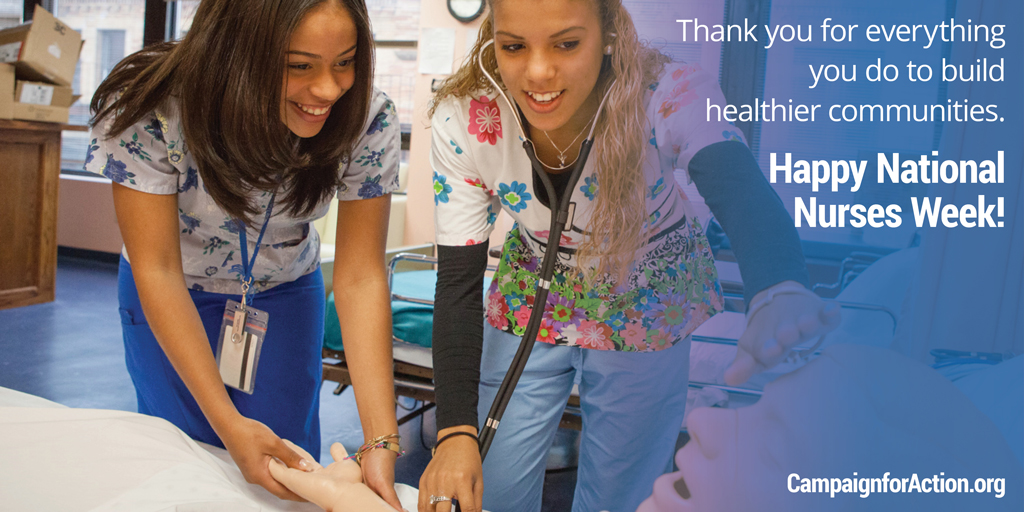 Thank you for everything
you do to build
healthier communities.
Happy National
Nurses Week!
CampaignforAction.org